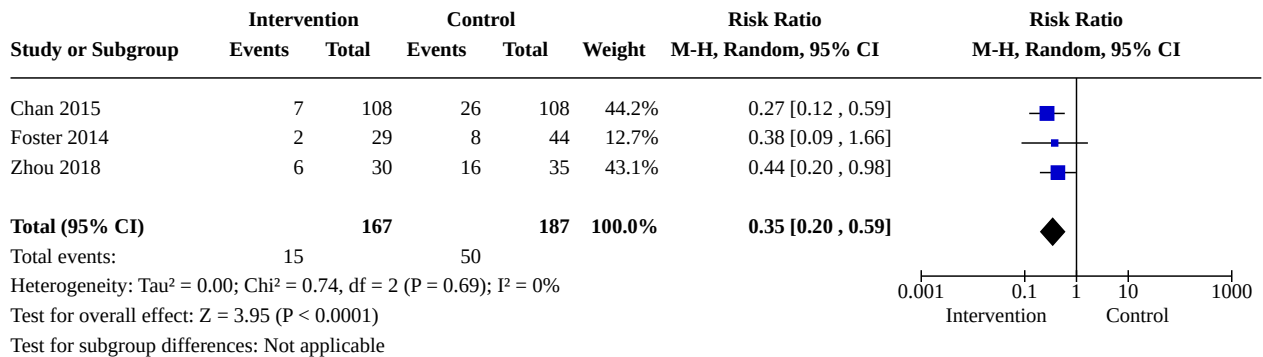 Intervention Control Risk Ratio Risk Ratio
Study or Subgroup Events Total Events Total Weight M-H, Random, 95% CI M-H, Random, 95% CI
Chan 2015 7 108 26 108 44.2% 0.27 [0.12 , 0.59]
Foster 2014 2 29 8 44 12.7% 0.38 [0.09 , 1.66]
Zhou 2018 6 30 16 35 43.1% 0.44 [0.20 , 0.98]
Total (95% CI) 167 187 100.0% 0.35 [0.20 , 0.59]
Total events: 15 50
Heterogeneity: Tau² = 0.00; Chi² = 0.74, df = 2 (P = 0.69); I² = 0%
0.001 0.1 1 10 1000
Test for overall effect: Z = 3.95 (P < 0.0001)
Intervention Control
Test for subgroup differences: Not applicable